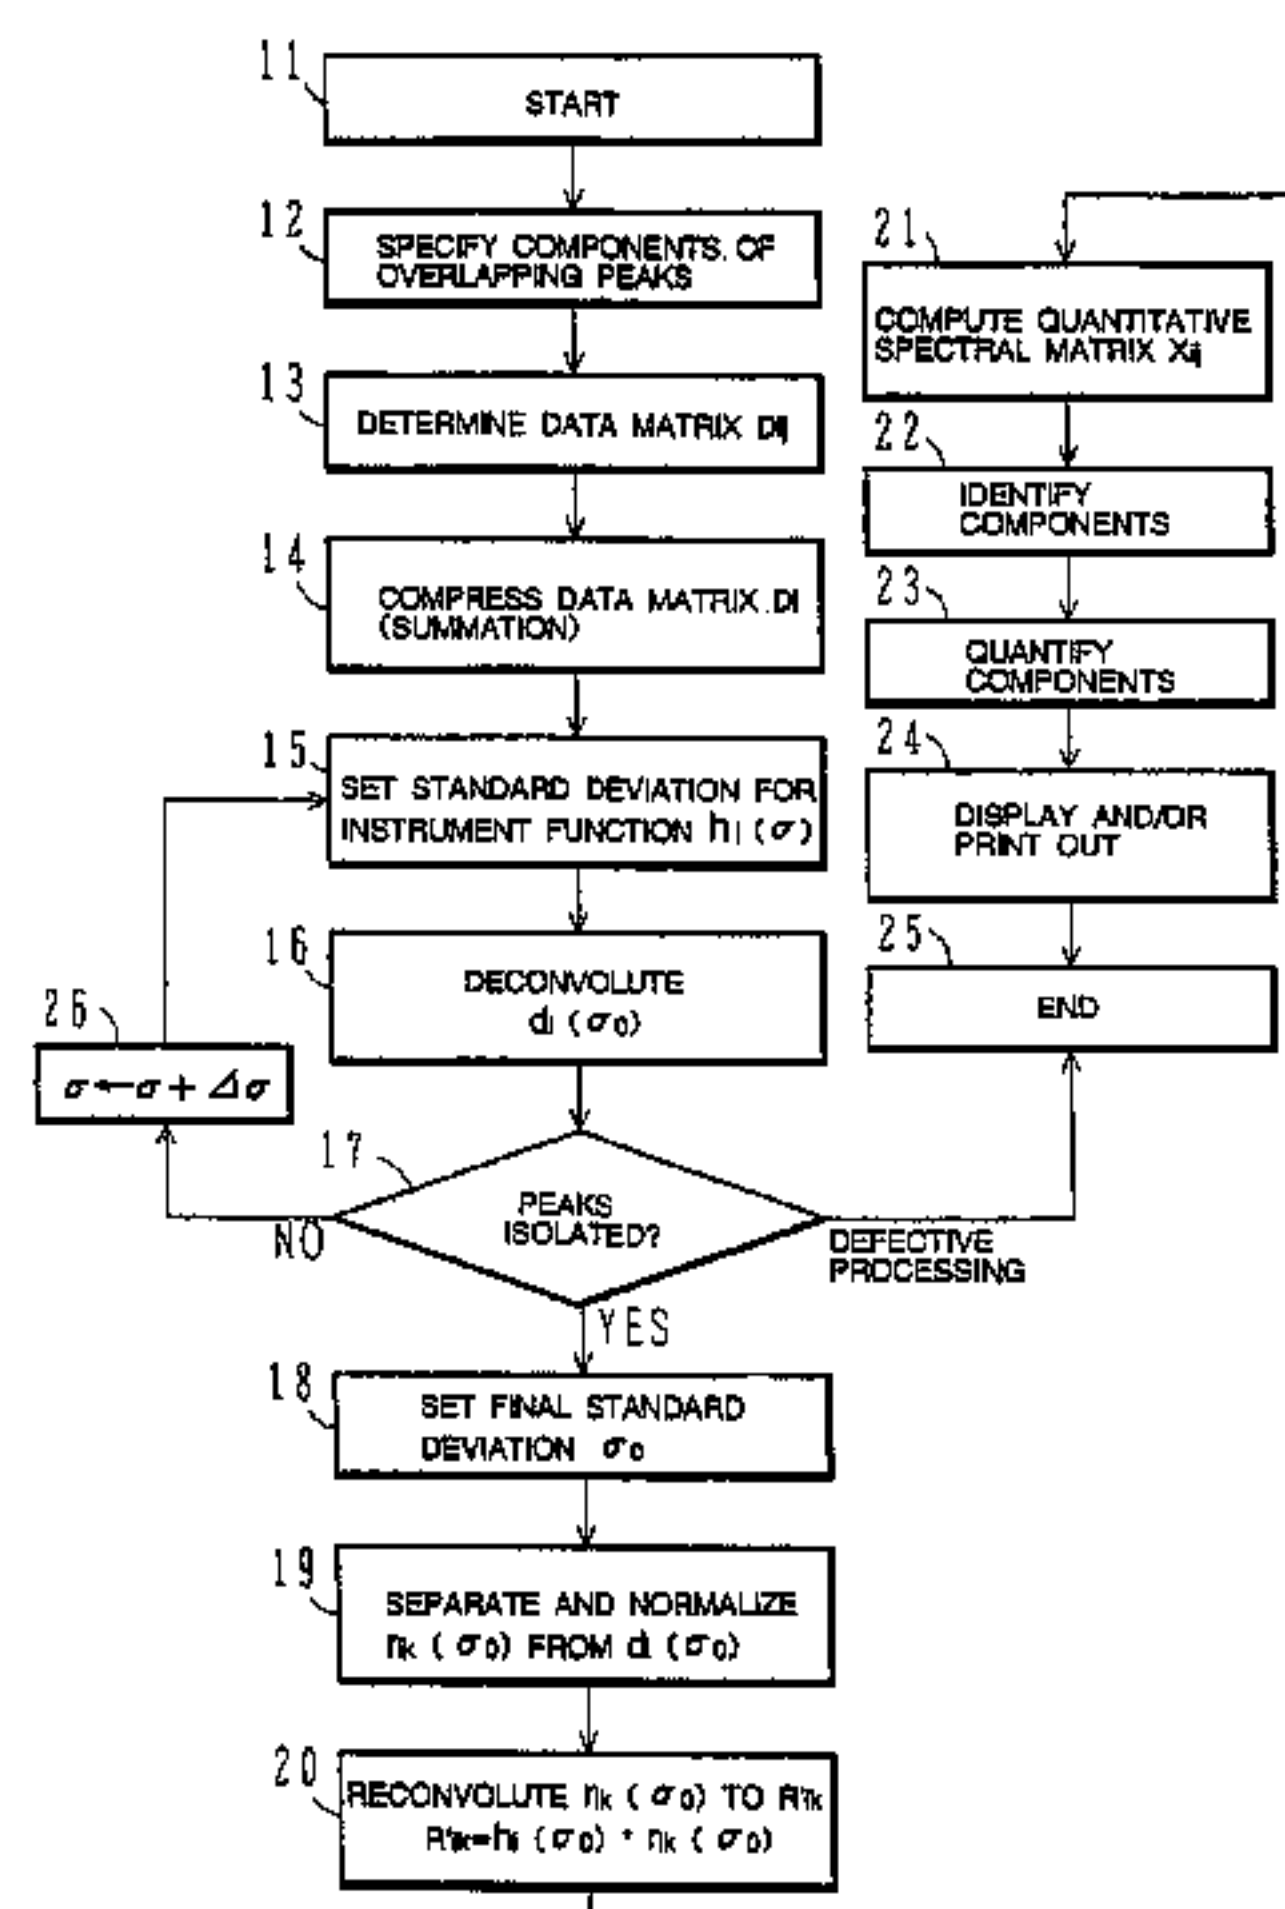 11
START
12
SPECIFY COMPONENTS OF
OVERLAPPING PEAKS
13
DETERMINE DATA MATRIX Dij
14
COMPRESS DATA MATRIX Di
(SUMMATION)
15
SET STANDARD DEVIATION FOR
INSTRUMENT FUNCTION hi (σ)
16
DECONVOLUTE
di (σ0)
26
σ←σ+Δσ
17
PEAKS
ISOLATED?
NO
YES
DEFECTIVE
PROCESSING
18
SET FINAL STANDARD
DEVIATION σ0
19
SEPARATE AND NORMALIZE
rik (σ0) FROM di (σ0)
20
RECONVOLUTE rik (σ0) TO R'ik
R'ik=hi (σ0) * rik (σ0)
21
COMPUTE QUANTITATIVE
SPECTRAL MATRIX Xij
22
IDENTIFY
COMPONENTS
23
QUANTIFY
COMPONENTS
24
DISPLAY AND/OR
PRINT OUT
25
END